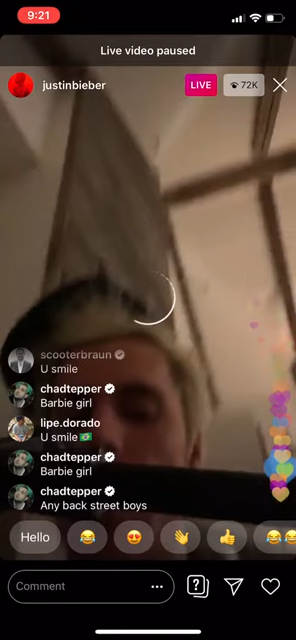 9:21
Live video paused
justinbieber
LIVE
72K
scooterbraun
U smile
chadtepper
Barbie girl
lipe.dorado
U smile🇧🇷
chadtepper
Barbie girl
chadtepper
Any back street boys
Hello
Comment